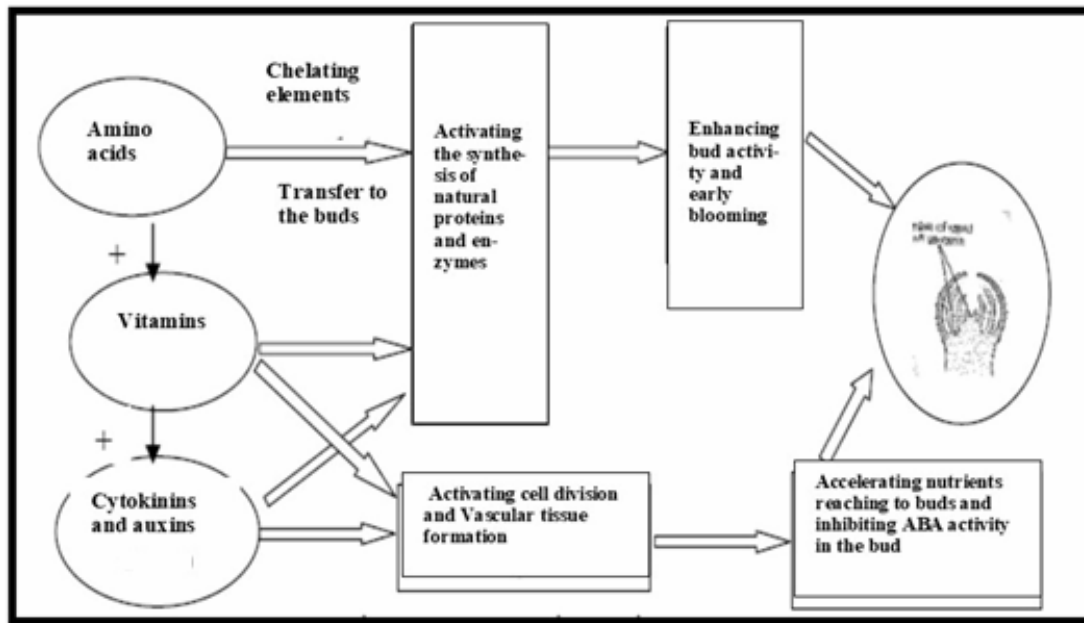 Chelating
elements
Amino
acids
Transfer to
the buds
+
Vitamins
+
Cytokinins
and auxins
Activating
the synthe-
sis of
natural
proteins
and en-
zymes
Enhancing
bud activi-
ty and
early
blooming
Activating cell division
and Vascular tissue
formation
Accelerating nutrients
reaching to buds and
inhibiting ABA activity
in the bud